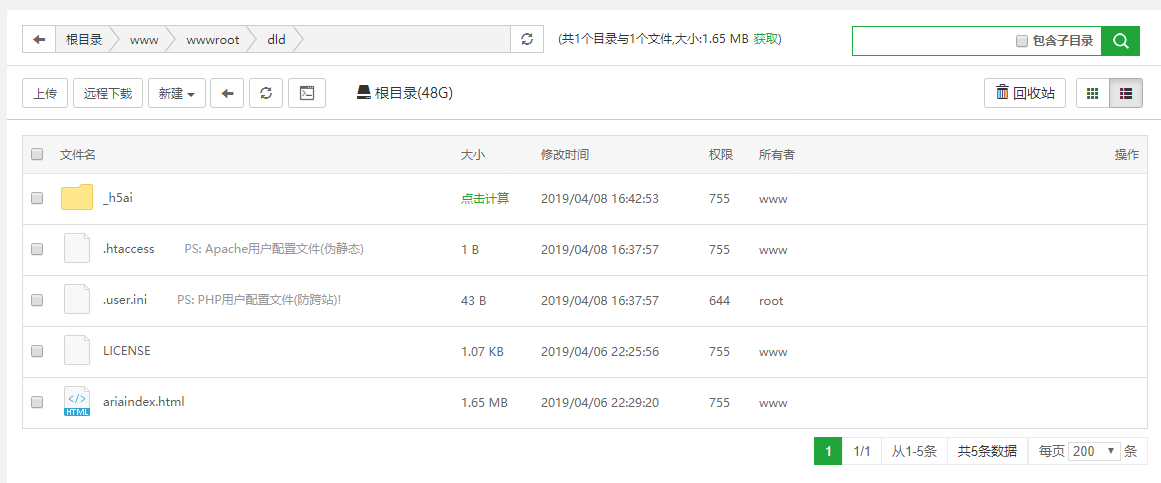 根目录 www wwwroot dld (共1个目录与1个文件,大小:1.65 MB 获取) 包含子目录
上传 远程下载 新建 根目录(48G) 回收站
文件名 大小 修改时间 权限 所有者 操作
_h5ai 点击计算 2019/04/08 16:42:53 755 www
.htaccess PS: Apache用户配置文件(伪静态) 1 B 2019/04/08 16:37:57 755 www
.user.ini PS: PHP用户配置文件(防跨站)! 43 B 2019/04/08 16:37:57 644 root
LICENSE 1.07 KB 2019/04/06 22:25:56 755 www
ariaindex.html 1.65 MB 2019/04/06 22:29:20 755 www
HTML
1 1/1 从1-5条 共5条数据 每页 200 条